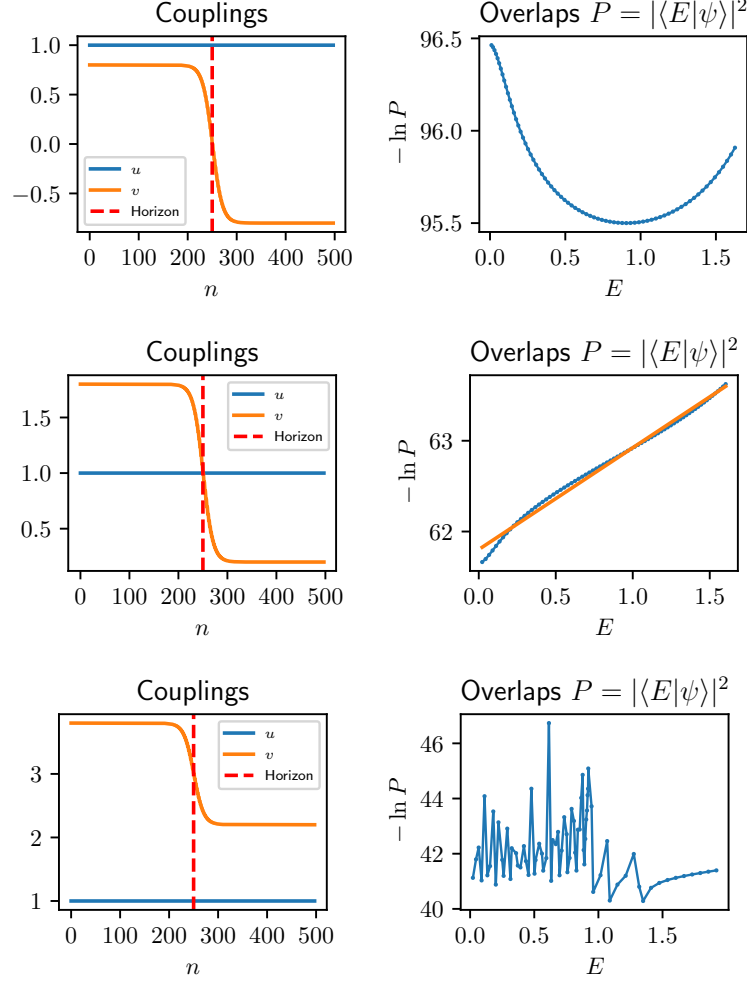 Couplings
1.0
0.5
0.0
−0.5
u
v
Horizon
0 100 200 300 400 500
n
Overlaps P = |⟨E|ψ⟩|²
96.5
96.0
95.5
− ln P
0.0 0.5 1.0 1.5
E
Couplings
1.5
1.0
0.5
u
v
Horizon
0 100 200 300 400 500
n
Overlaps P = |⟨E|ψ⟩|²
63
62
− ln P
0.0 0.5 1.0 1.5
E
Couplings
3
2
1
u
v
Horizon
0 100 200 300 400 500
n
Overlaps P = |⟨E|ψ⟩|²
46
44
42
40
− ln P
0.0 0.5 1.0 1.5
E